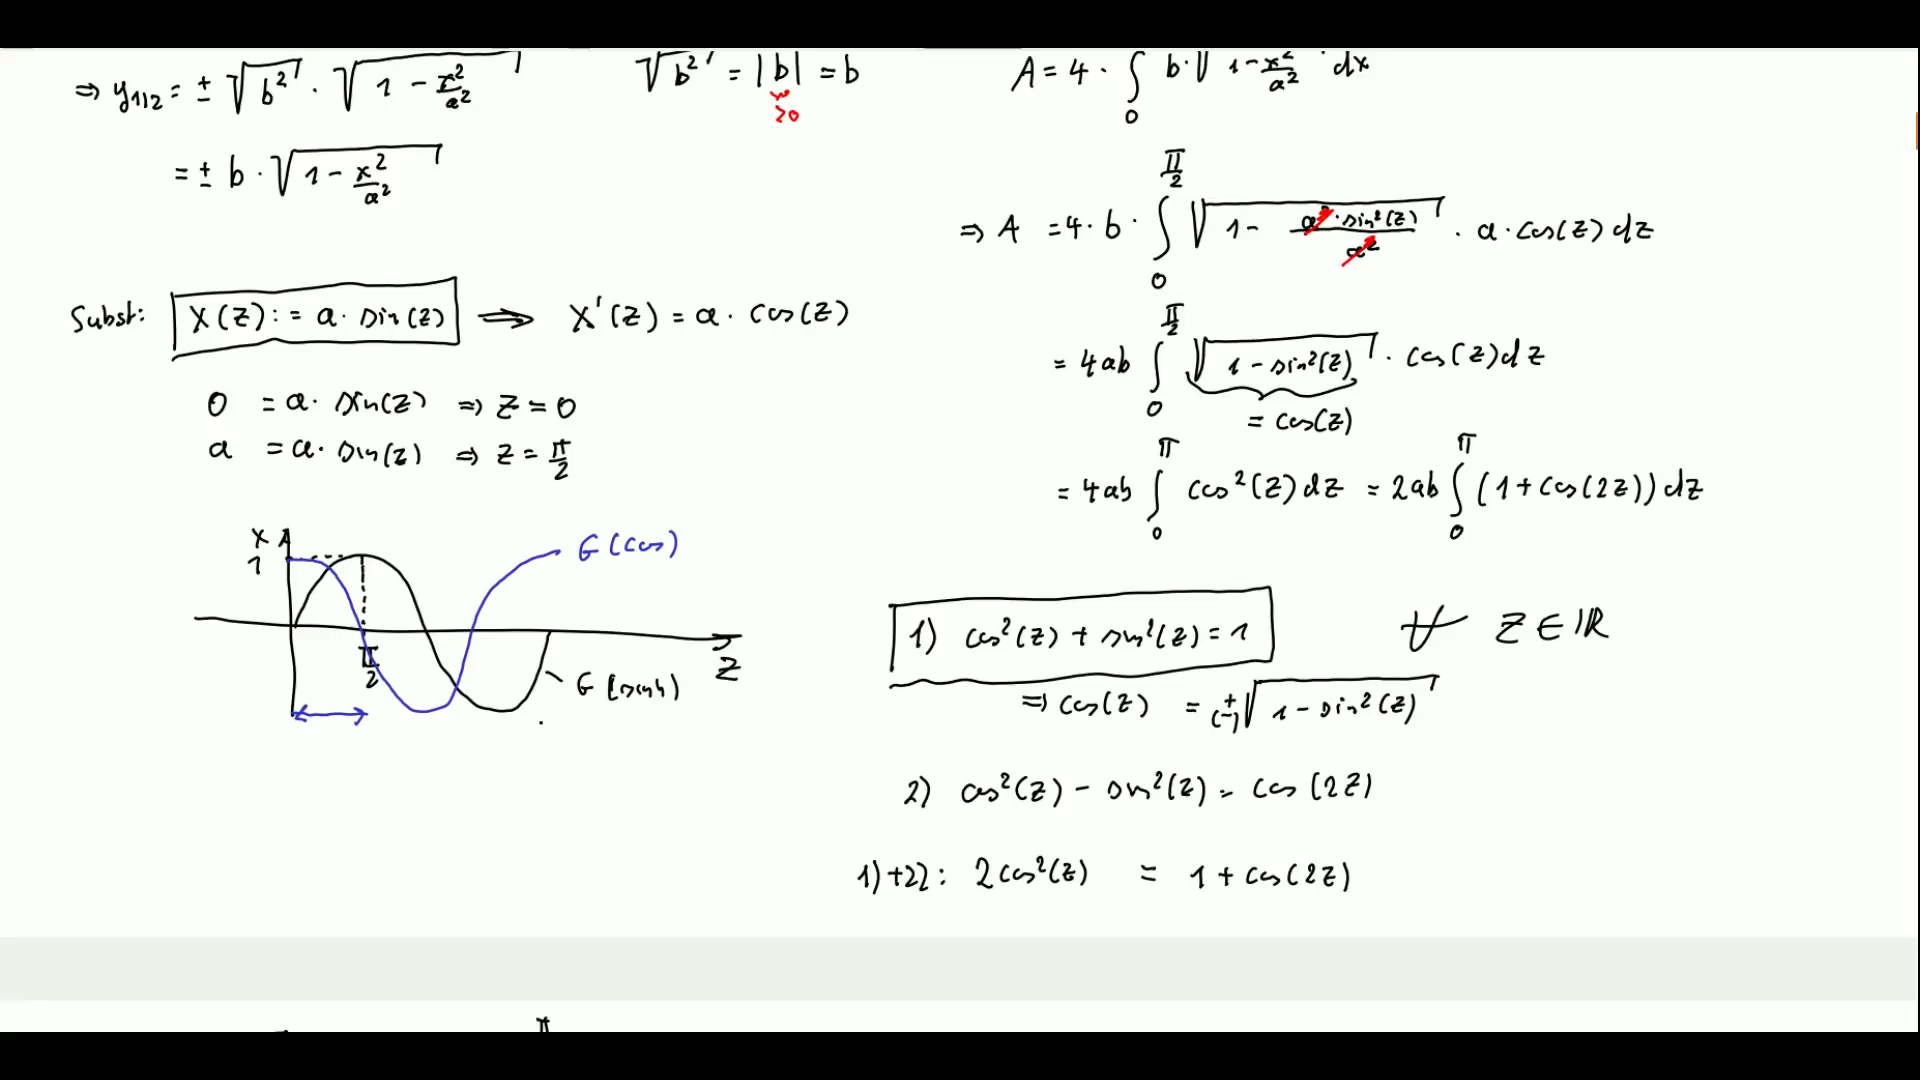 ⇒ y1/2 = ± √b² · √1 - x²/a²
√b² = |b| = b
>0
= ± b · √1 - x²/a²
Subst: X(z) := a · sin(z) ⇒ X'(z) = a · cos(z)
0 = a · sin(z) ⇒ z = 0
a = a · sin(z) ⇒ z = π/2
X
1
G(cos)
π/2
z
G(sin)
A = 4 · ∫₀ b · √1 - x²/a² · dx
⇒ A = 4 · b · ∫₀^π/2 √1 - a² · sin²(z)/a² · a · cos(z) dz
= 4ab ∫₀^π/2 √1 - sin²(z) · cos(z) dz
= cos(z)
= 4ab ∫₀^π cos²(z) dz = 2ab ∫₀^π (1 + cos(2z)) dz
1) cos²(z) + sin²(z) = 1 ∀ z ∈ ℝ
⇒ cos(z) = +(-) √1 - sin²(z)
2) cos²(z) - sin²(z) = cos(2z)
1)+2): 2cos²(z) = 1 + cos(2z)
π